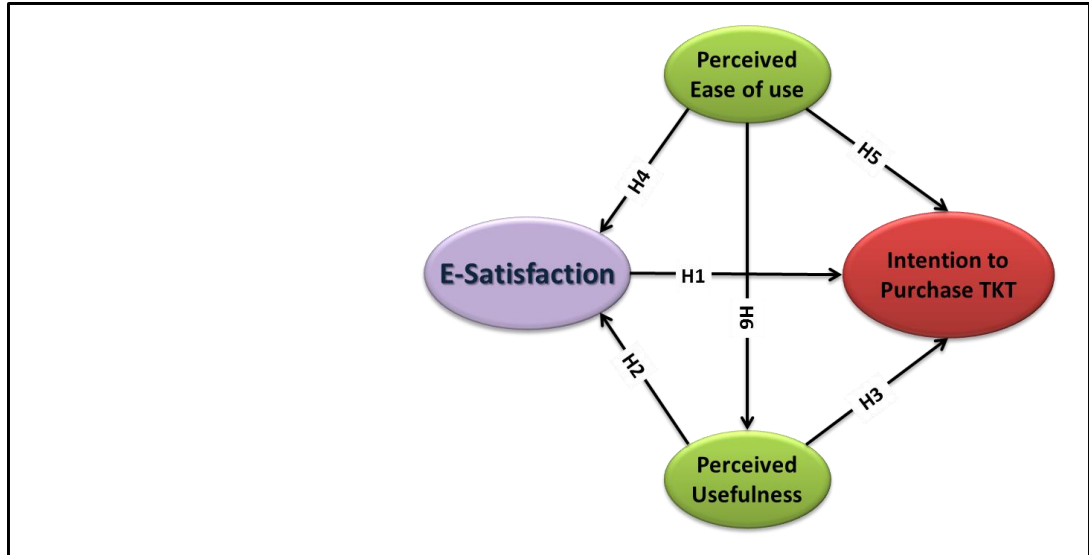 Perceived
Ease of use
H4
H5
E-Satisfaction
H1
Intention to
Purchase TKT
H6
H2
H3
Perceived
Usefulness